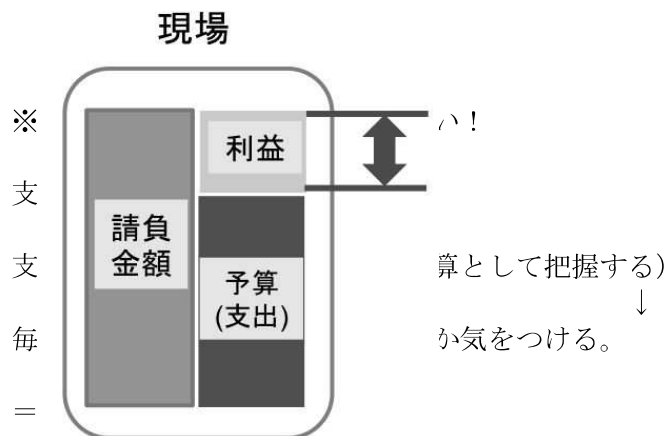 現場
※
い！
利益
支
請負
金額
支
算として把握する）
予算
(支出)
↓
毎
か気をつける。
＝